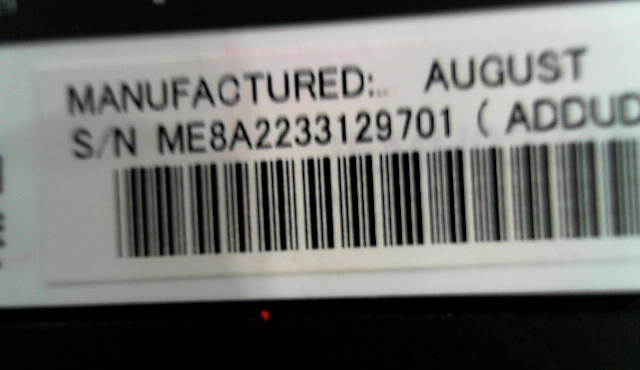 MANUFACTURED: AUGUST
S/N ME8A2233129701 ( ADDUD